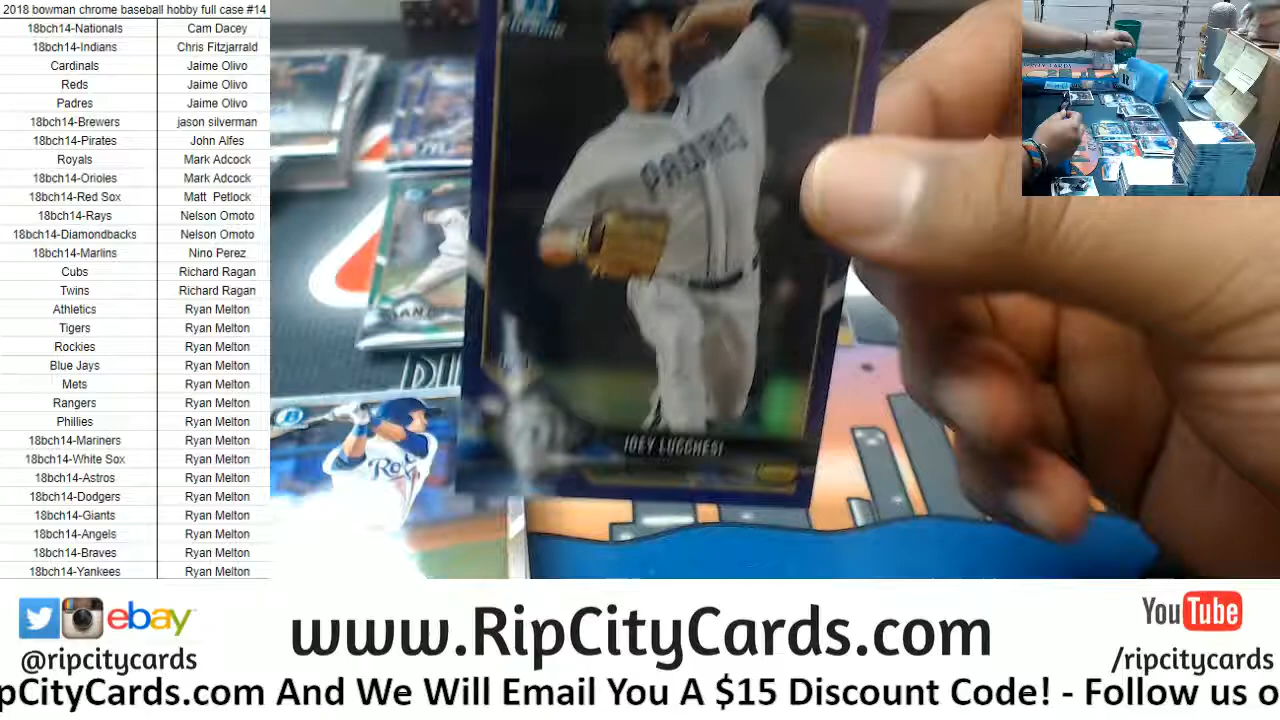 2018 bowman chrome baseball hobby full case #14
18bch14-Nationals Cam Dacey
18bch14-Indians Chris Fitzjarrald
Cardinals Jaime Olivo
Reds Jaime Olivo
Padres Jaime Olivo
18bch14-Brewers jason silverman
18bch14-Pirates John Alfes
Royals Mark Adcock
18bch14-Orioles Mark Adcock
18bch14-Red Sox Matt Petlock
18bch14-Rays Nelson Omoto
18bch14-Diamondbacks Nelson Omoto
18bch14-Marlins Nino Perez
Cubs Richard Ragan
Twins Richard Ragan
Athletics Ryan Melton
Tigers Ryan Melton
Rockies Ryan Melton
Blue Jays Ryan Melton
Mets Ryan Melton
Rangers Ryan Melton
Phillies Ryan Melton
18bch14-Mariners Ryan Melton
18bch14-White Sox Ryan Melton
18bch14-Astros Ryan Melton
18bch14-Dodgers Ryan Melton
18bch14-Giants Ryan Melton
18bch14-Angels Ryan Melton
18bch14-Braves Ryan Melton
18bch14-Yankees Ryan Melton
PADRES
JOEY LUCCHESI
ebay
@ripcitycards
www.RipCityCards.com
YouTube
/ripcitycards
pCityCards.com And We Will Email You A $15 Discount Code! - Follow us o